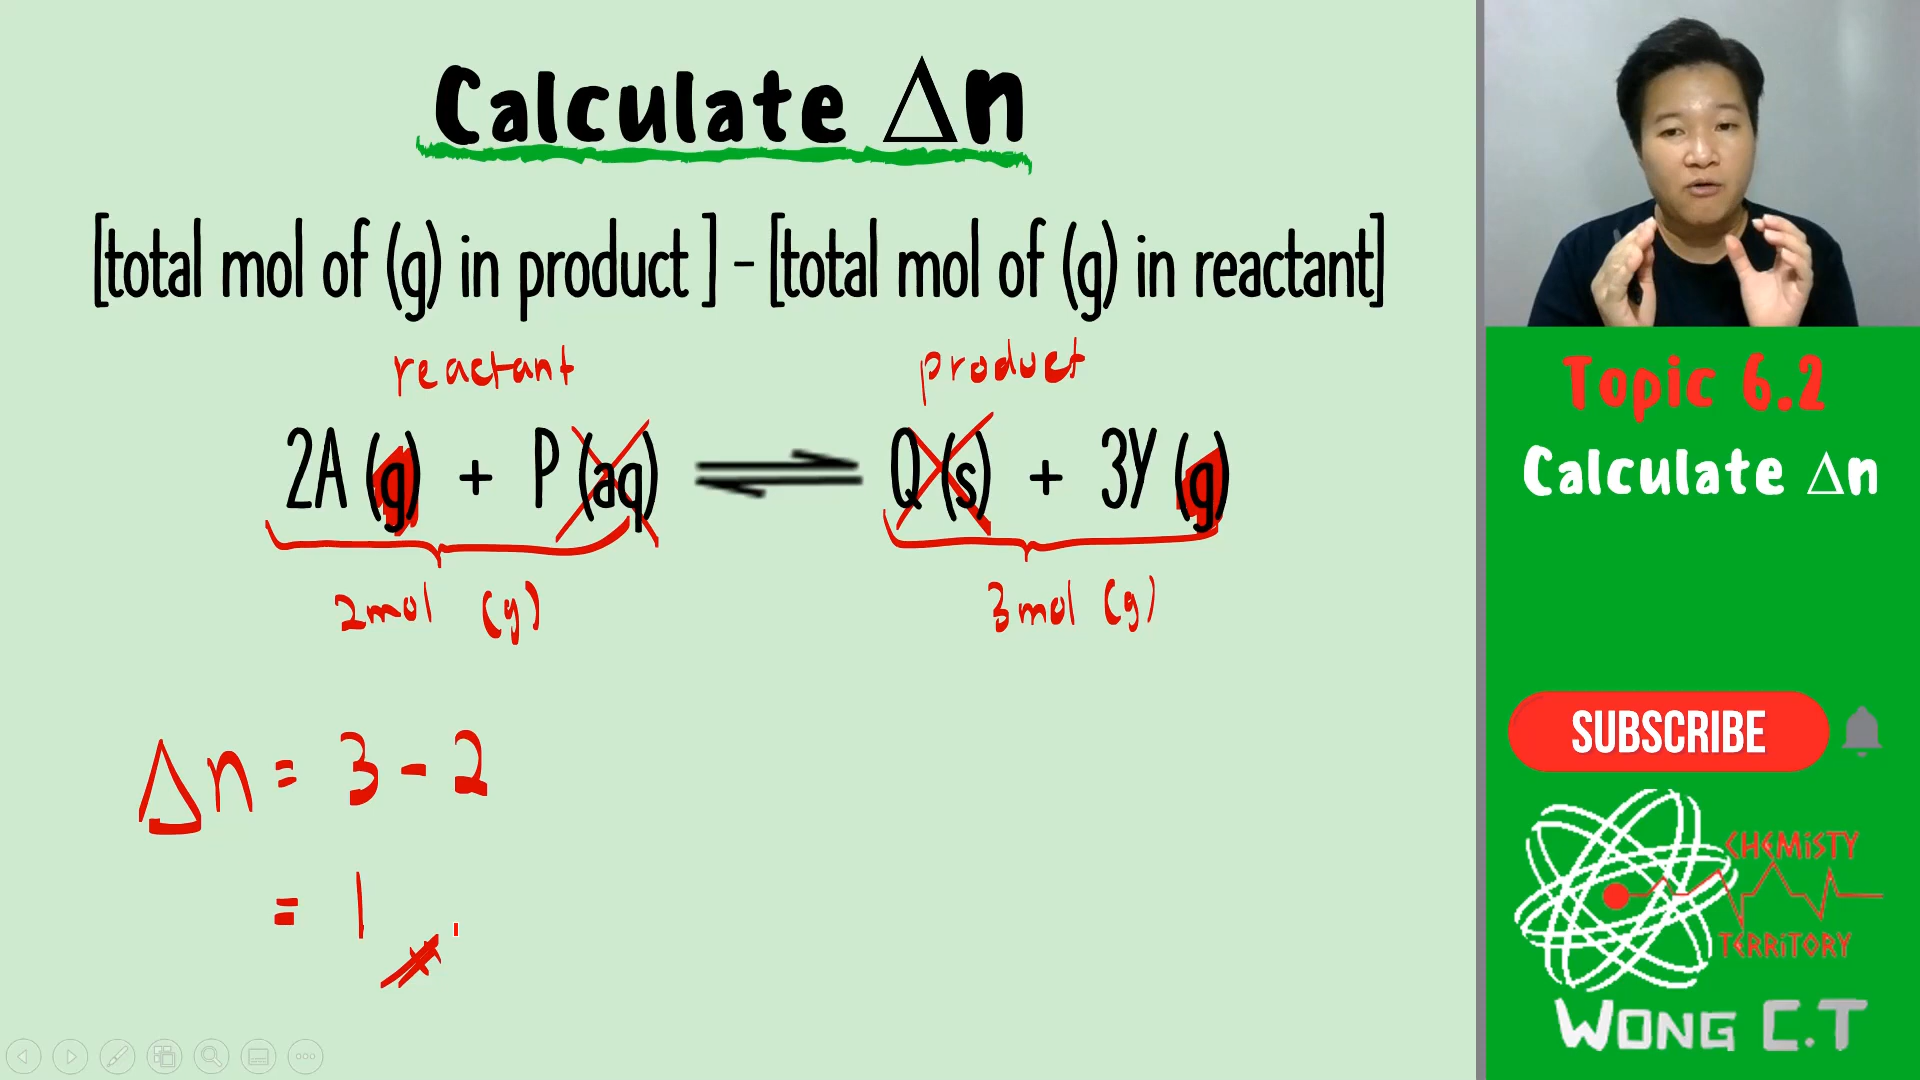 Calculate Δn
[total mol of (g) in product ] - [total mol of (g) in reactant]
reactant product
2A (g) + P (aq) ⇌ Q (s) + 3Y (g)
2mol (g) 3mol (g)
Δn = 3 - 2
= 1
Topic 6.2
Calculate Δn
SUBSCRIBE
CHEMiSTY
TERRiTORY
WONG C.T